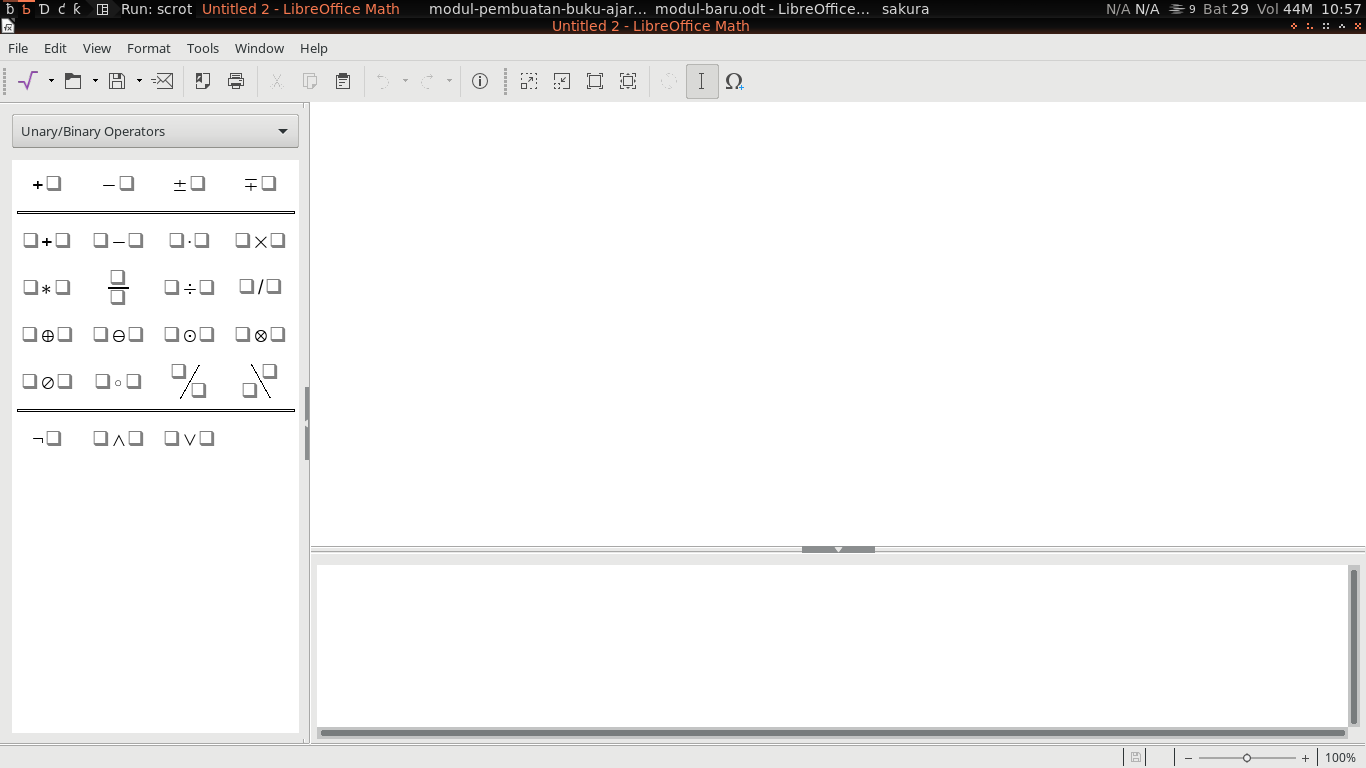 Run: scrot Untitled 2 - LibreOffice Math modul-pembuatan-buku-ajar... modul-baru.odt - LibreOffice... sakura N/A N/A 9 Bat 29 Vol 44M 10:57
Untitled 2 - LibreOffice Math
File Edit View Format Tools Window Help
Unary/Binary Operators
100%